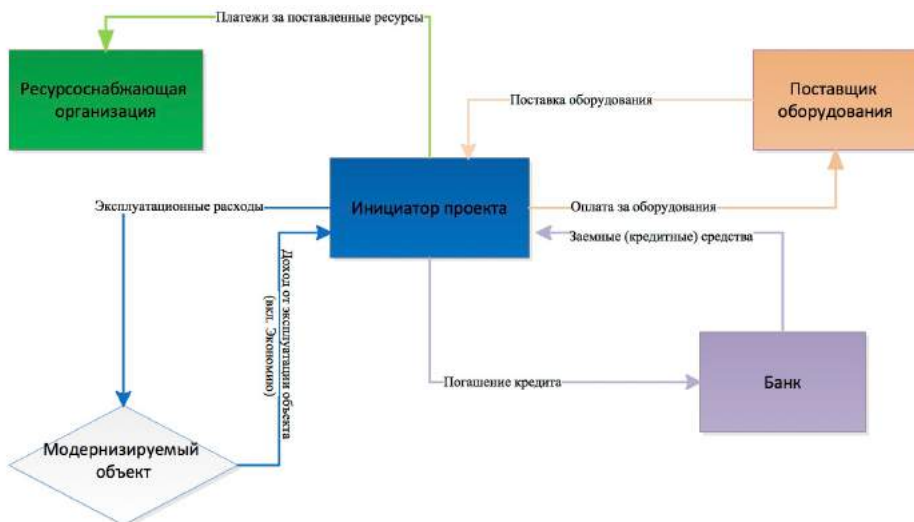 Платежи за поставленные ресурсы
Ресурсоснабжающая
организация
Поставка оборудования
Поставщик
оборудования
Эксплуатационные расходы
Инициатор проекта
Оплата за оборудования
Заемные (кредитные) средства
Доход от эксплуатации объекта
(вкл. Экономию)
Погашение кредита
Банк
Модернизируемый
объект